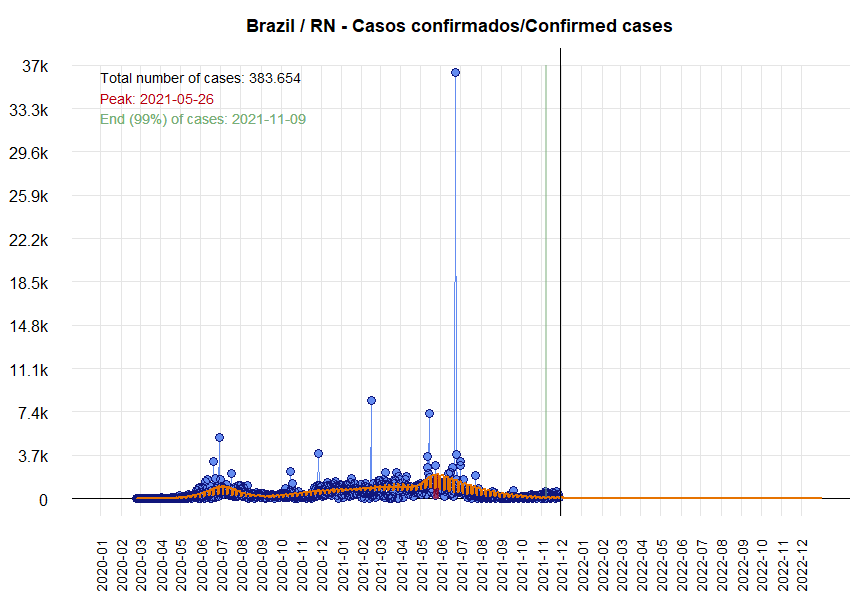 Brazil / RN - Casos confirmados/Confirmed cases
37k
33.3k
29.6k
25.9k
22.2k
18.5k
14.8k
11.1k
7.4k
3.7k
0
Total number of cases: 383.654
Peak: 2021-05-26
End (99%) of cases: 2021-11-09
2020-01
2020-02
2020-03
2020-04
2020-05
2020-06
2020-07
2020-08
2020-09
2020-10
2020-11
2020-12
2021-01
2021-02
2021-03
2021-04
2021-05
2021-06
2021-07
2021-08
2021-09
2021-10
2021-11
2021-12
2022-01
2022-02
2022-03
2022-04
2022-05
2022-06
2022-07
2022-08
2022-09
2022-10
2022-11
2022-12